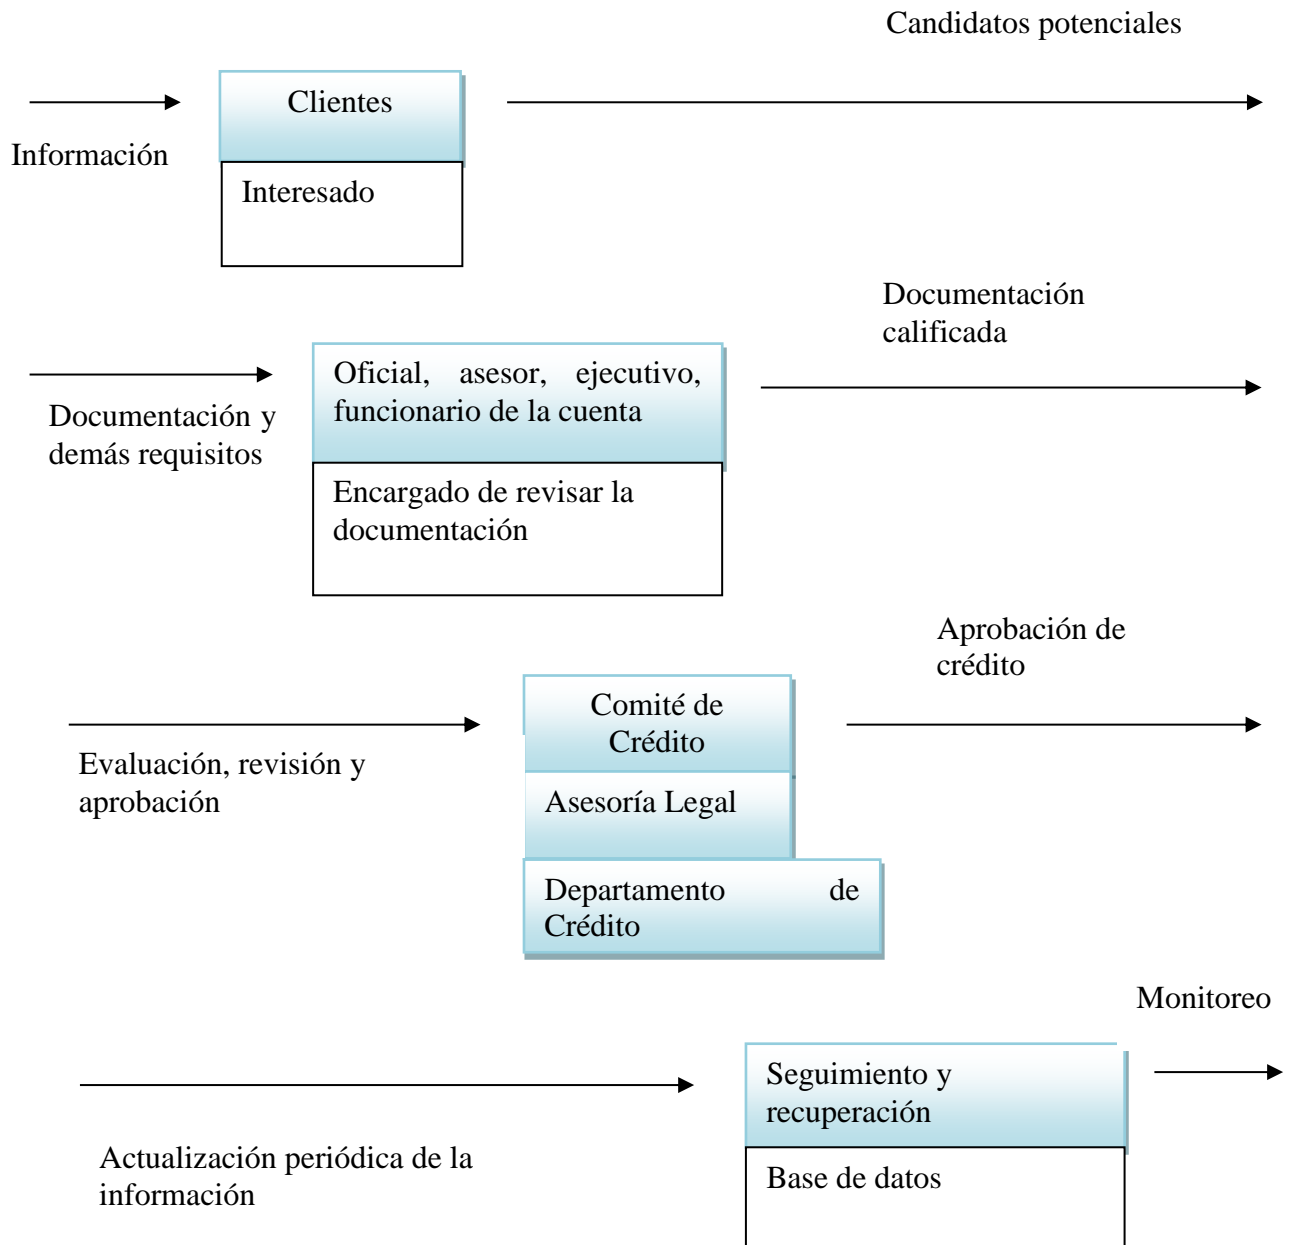 Candidatos potenciales
Clientes
Información
Interesado
Documentación
calificada
Oficial, asesor, ejecutivo,
funcionario de la cuenta
Documentación y
demás requisitos
Encargado de revisar la
documentación
Aprobación de
crédito
Comité de
Crédito
Evaluación, revisión y
aprobación
Asesoría Legal
Departamento de
Crédito
Monitoreo
Seguimiento y
recuperación
Actualización periódica de la
información
Base de datos